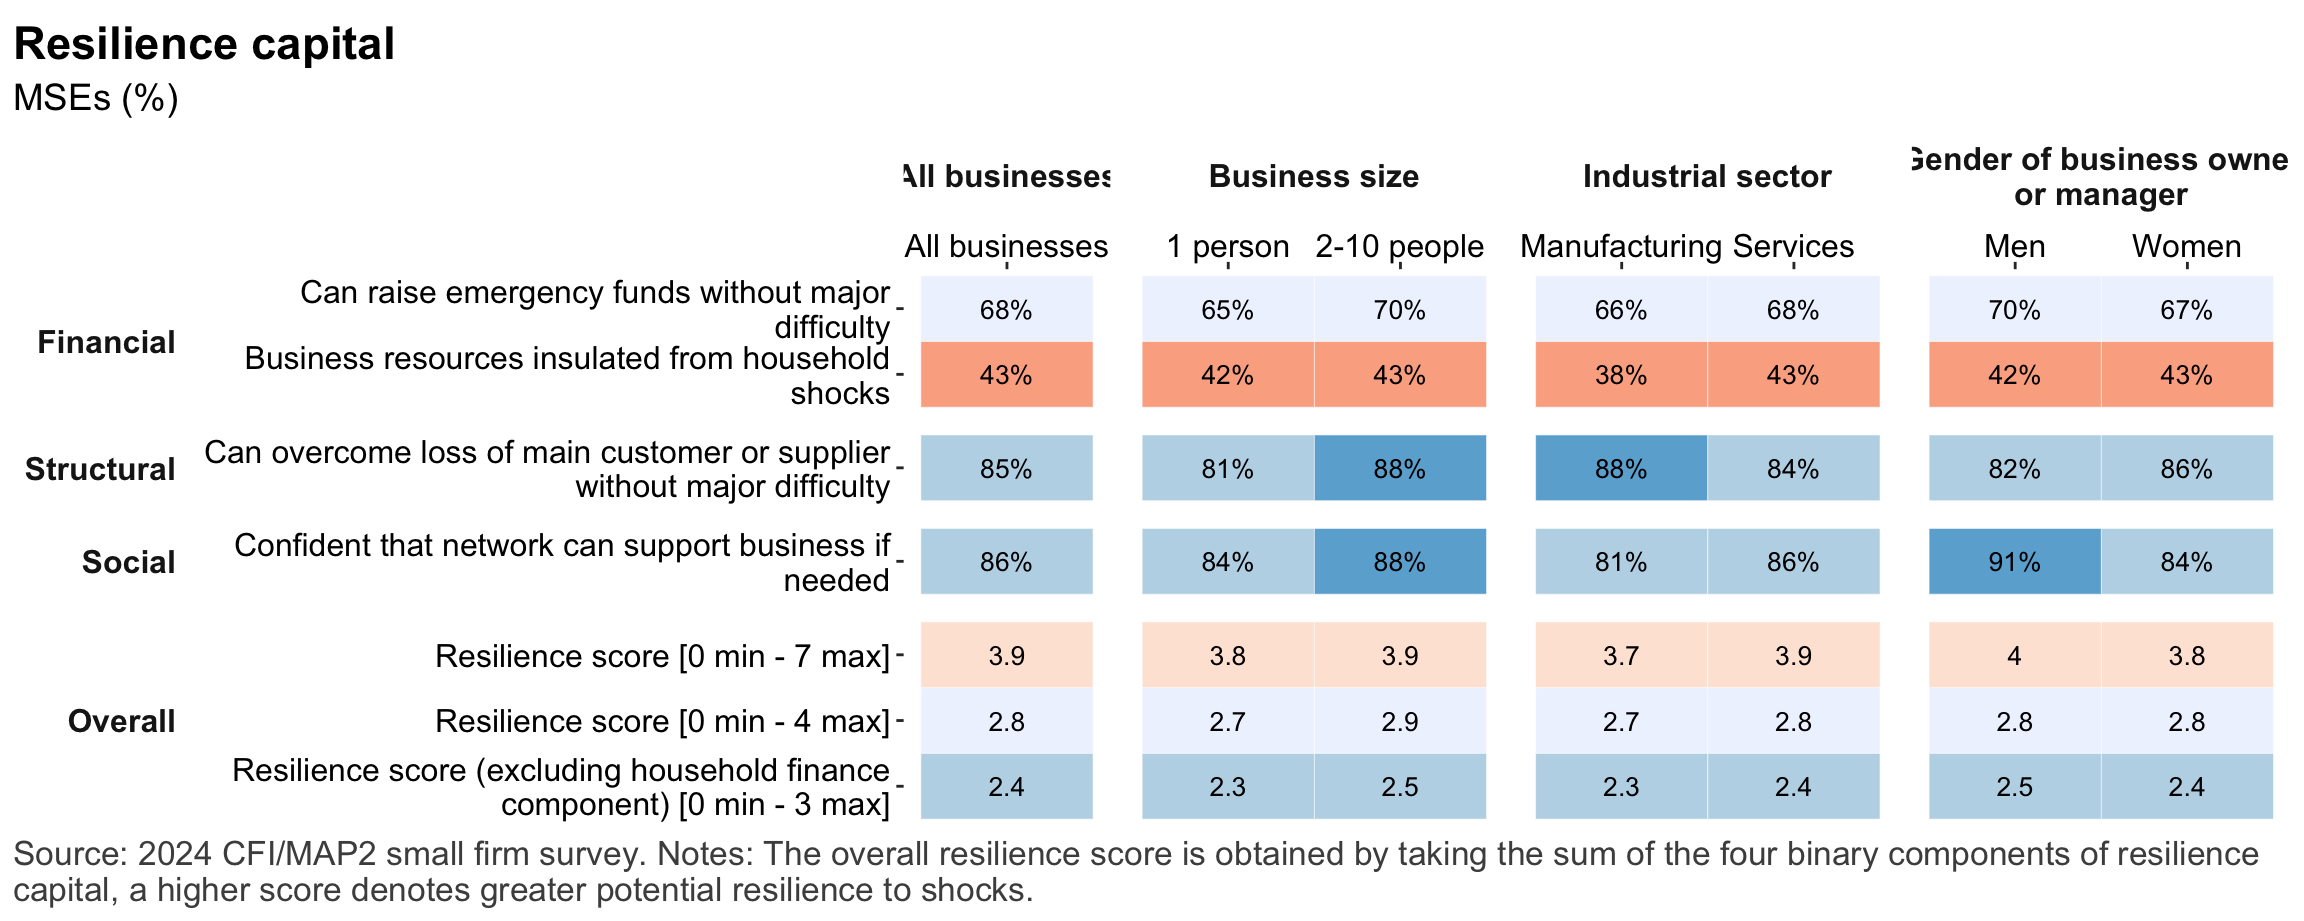 Resilience capital
MSEs (%)
All businesses Business size Industrial sector Gender of business owne
or manager
All businesses 1 person 2-10 people Manufacturing Services Men Women
Financial
Can raise emergency funds without major
difficulty
68% 65% 70% 66% 68% 70% 67%
Business resources insulated from household
shocks
43% 42% 43% 38% 43% 42% 43%
Structural
Can overcome loss of main customer or supplier
without major difficulty
85% 81% 88% 88% 84% 82% 86%
Social
Confident that network can support business if
needed
86% 84% 88% 81% 86% 91% 84%
Overall
Resilience score [0 min - 7 max]
3.9 3.8 3.9 3.7 3.9 4 3.8
Resilience score [0 min - 4 max]
2.8 2.7 2.9 2.7 2.8 2.8 2.8
Resilience score (excluding household finance
component) [0 min - 3 max]
2.4 2.3 2.5 2.3 2.4 2.5 2.4
Source: 2024 CFI/MAP2 small firm survey. Notes: The overall resilience score is obtained by taking the sum of the four binary components of resilience
capital, a higher score denotes greater potential resilience to shocks.